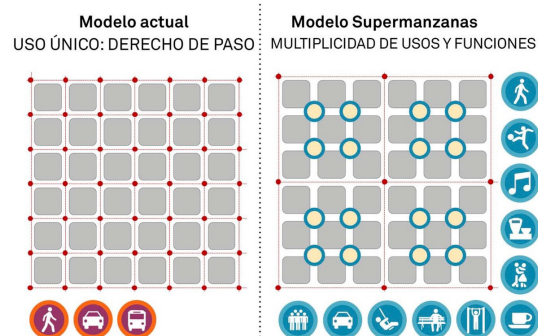 Modelo actual
USO ÚNICO: DERECHO DE PASO
Modelo Supermanzanas
MULTIPLICIDAD DE USOS Y FUNCIONES